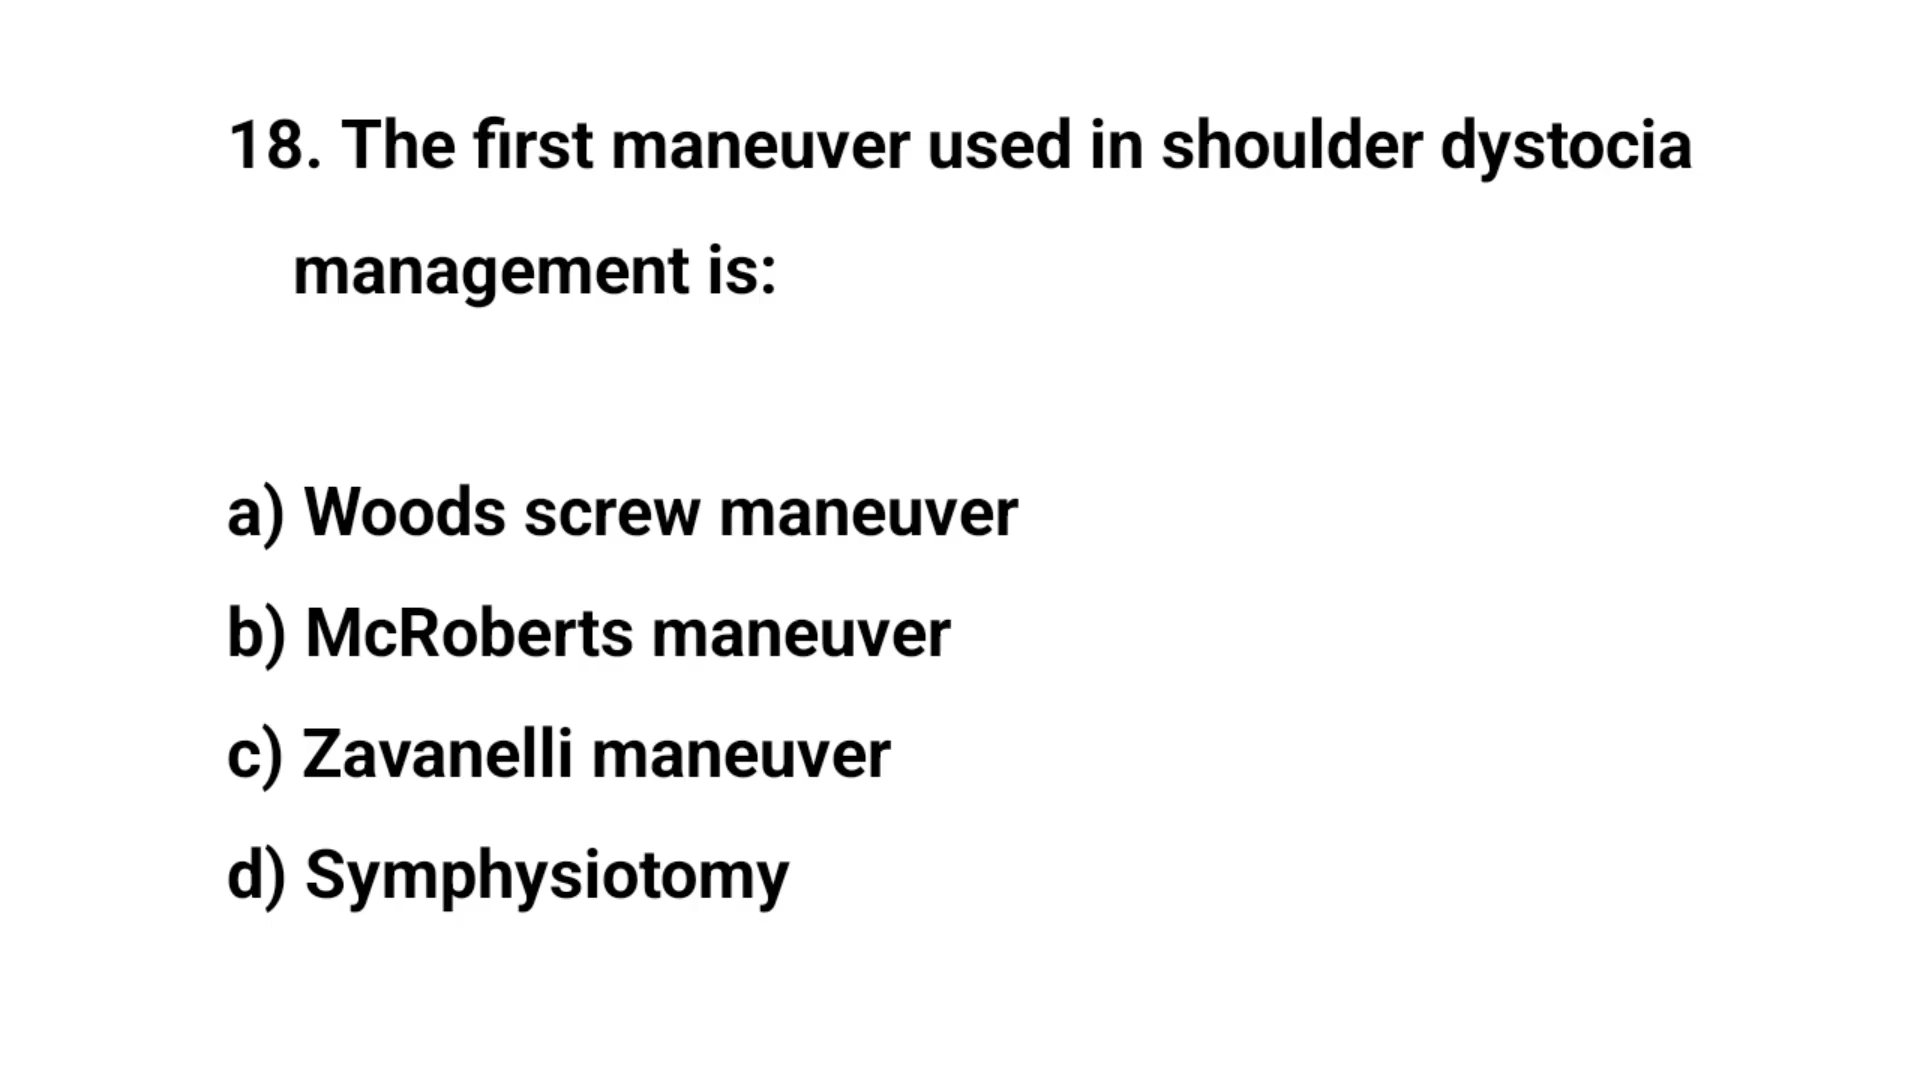 18. The first maneuver used in shoulder dystocia
management is:
a) Woods screw maneuver
b) McRoberts maneuver
c) Zavanelli maneuver
d) Symphysiotomy